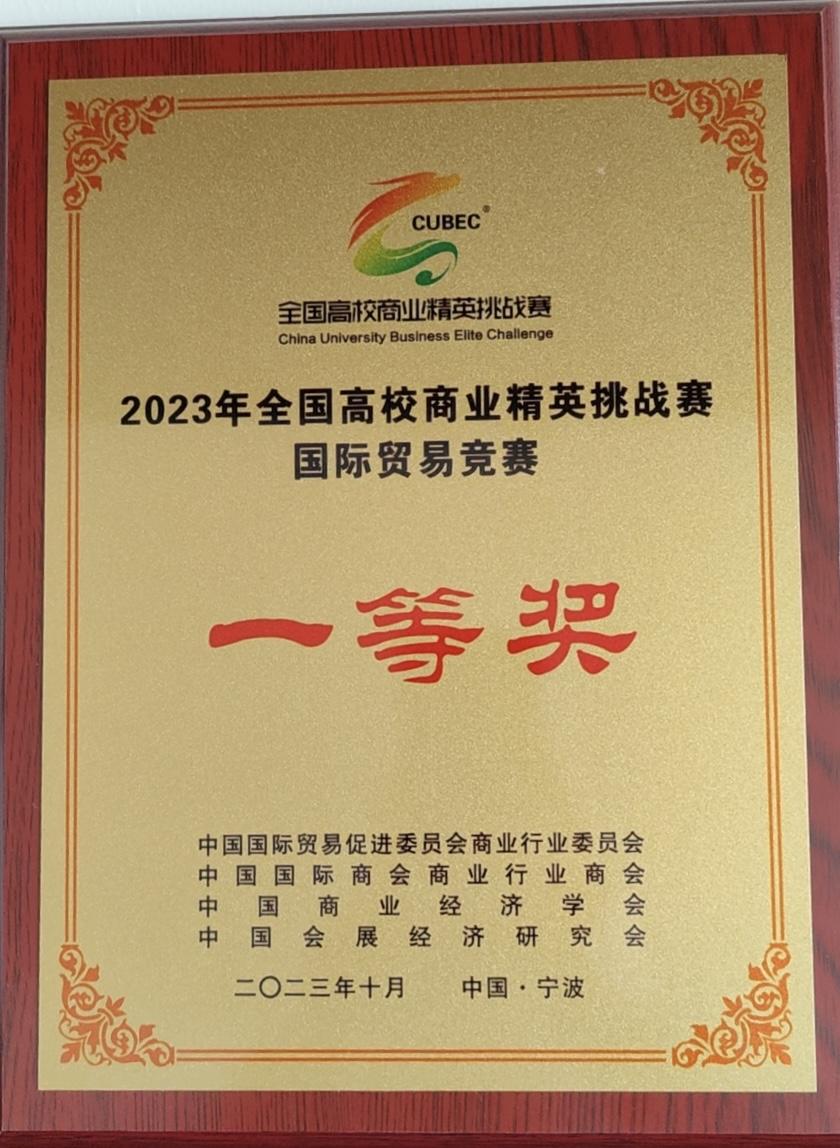 CUBEC®
全国高校商业精英挑战赛
China University Business Elite Challenge
2023年全国高校商业精英挑战赛
国际贸易竞赛
一等奖
中国国际贸易促进委员会商业行业委员会
中国国际商会商业行业商会
中国商业经济学会
中国会展经济研究会
二〇二三年十月 中国·宁波